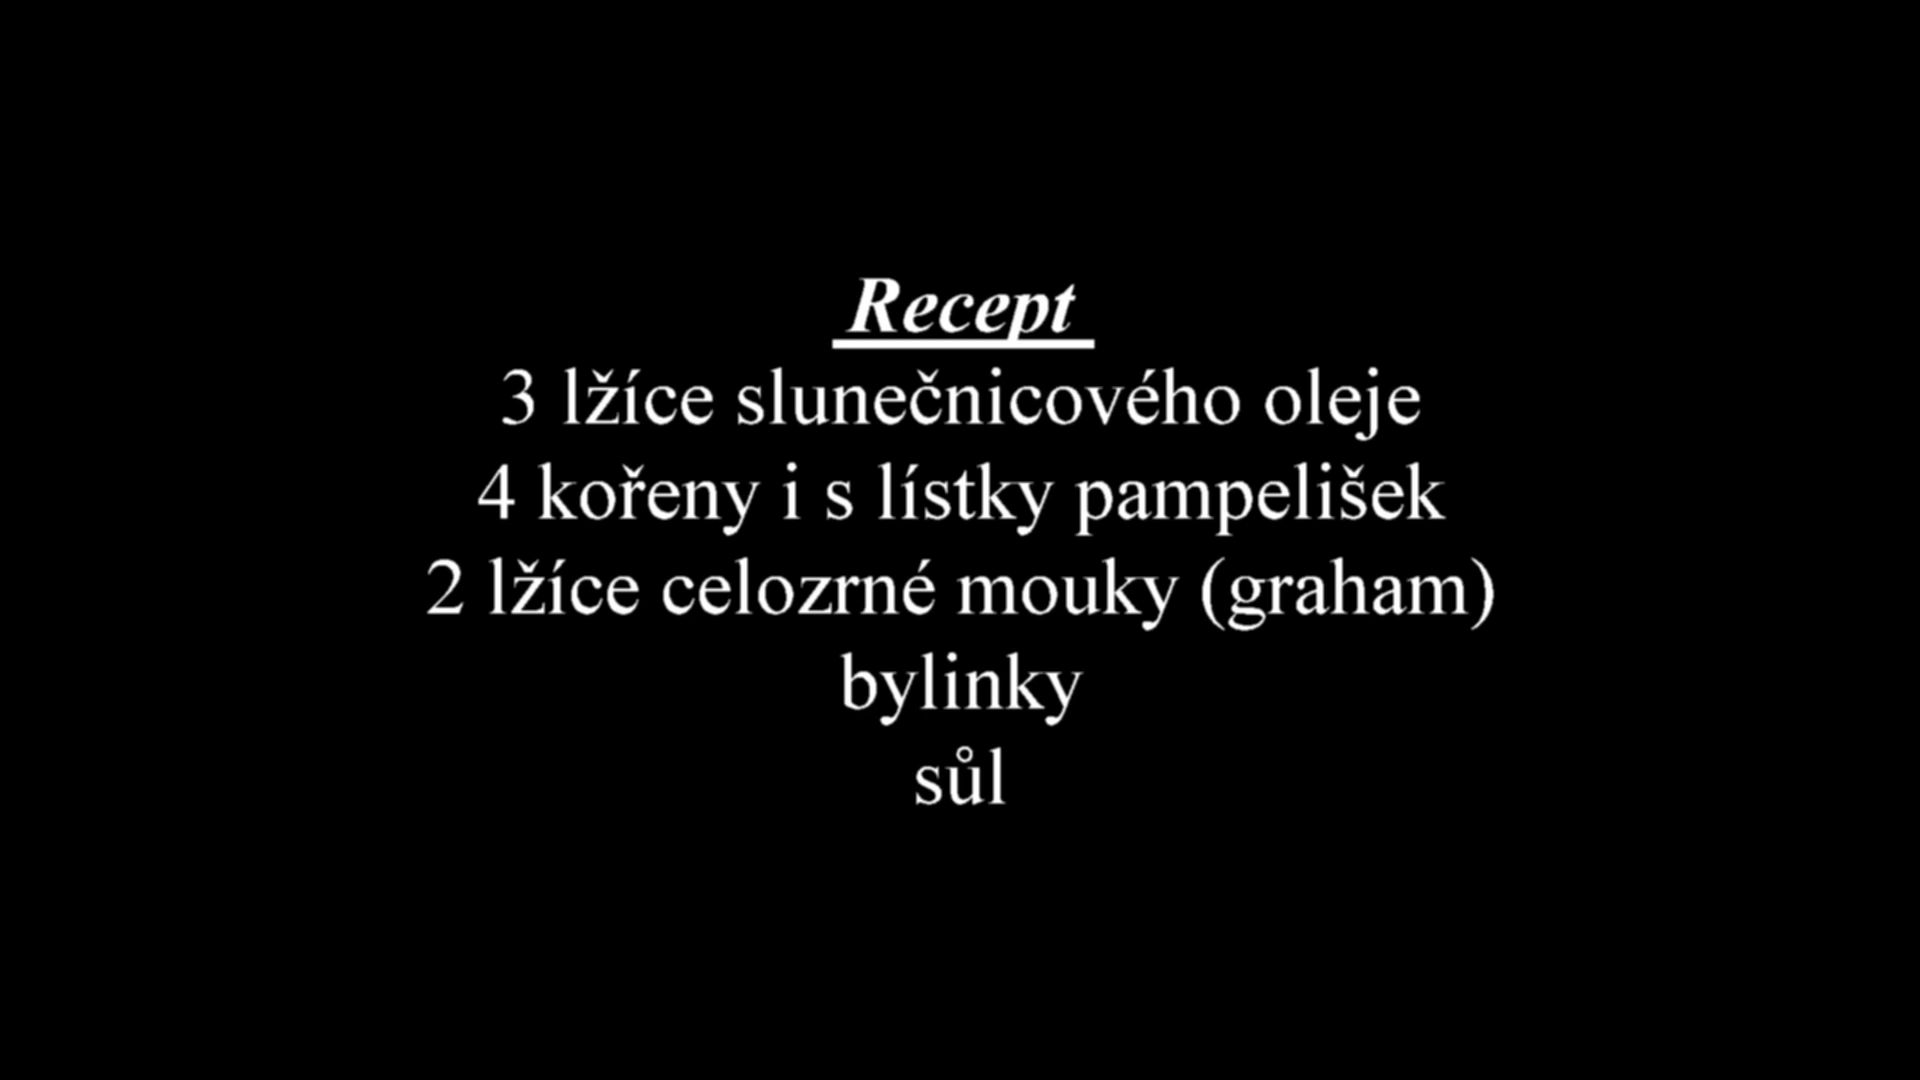 Recept
3 lžíce slunečnicového oleje
4 kořeny i s lístky pampelišek
2 lžíce celozrné mouky (graham)
bylinky
sůl